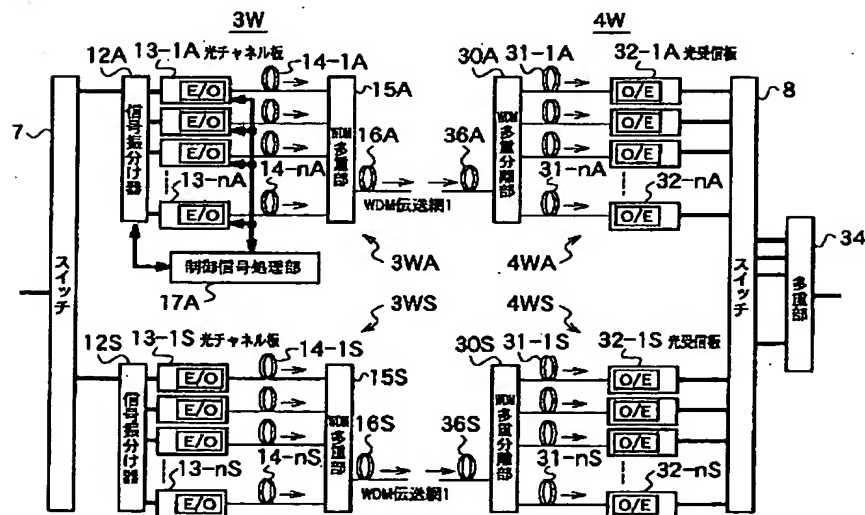 3W
4W
12A
13-1A 光チャネル板
14-1A
30A
31-1A
32-1A 光受信板
E/O
15A
O/E
8
7
E/O
O/E
信号振分け器
E/O
16A
36A
WDM多重部
WDM多重分離部
O/E
13-nA
14-nA
31-nA
32-nA
E/O
WDM伝送網1
O/E
34
制御信号処理部
3WA
4WA
17A
3WS
4WS
スイッチ
スイッチ
多重部
12S
13-1S 光チャネル板
14-1S
30S
31-1S
32-1S 光受信板
E/O
15S
O/E
E/O
O/E
信号振分け器
E/O
16S
36S
WDM多重部
WDM多重分離部
O/E
13-nS
14-nS
31-nS
32-nS
E/O
WDM伝送網1
O/E